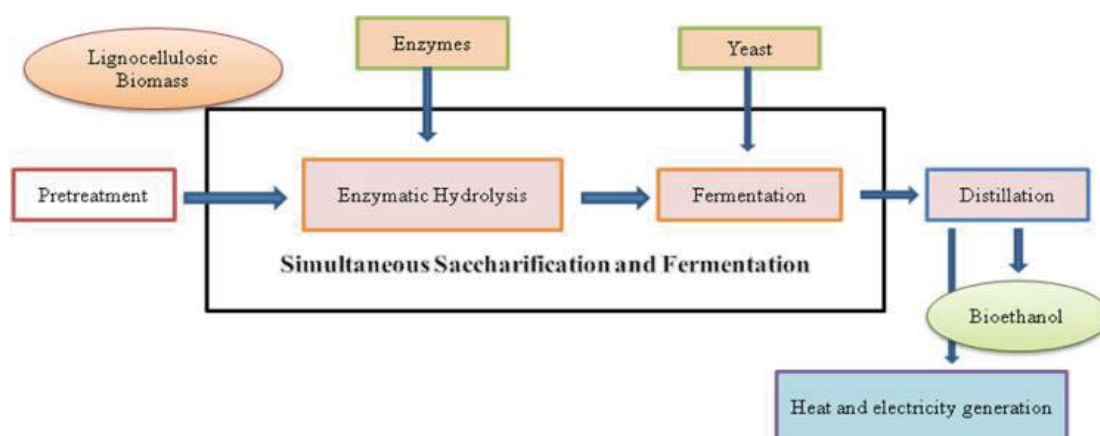 Lignocellulosic
Biomass
Enzymes
Yeast
Pretreatment
Enzymatic Hydrolysis
Fermentation
Distillation
Simultaneous Saccharification and Fermentation
Bioethanol
Heat and electricity generation